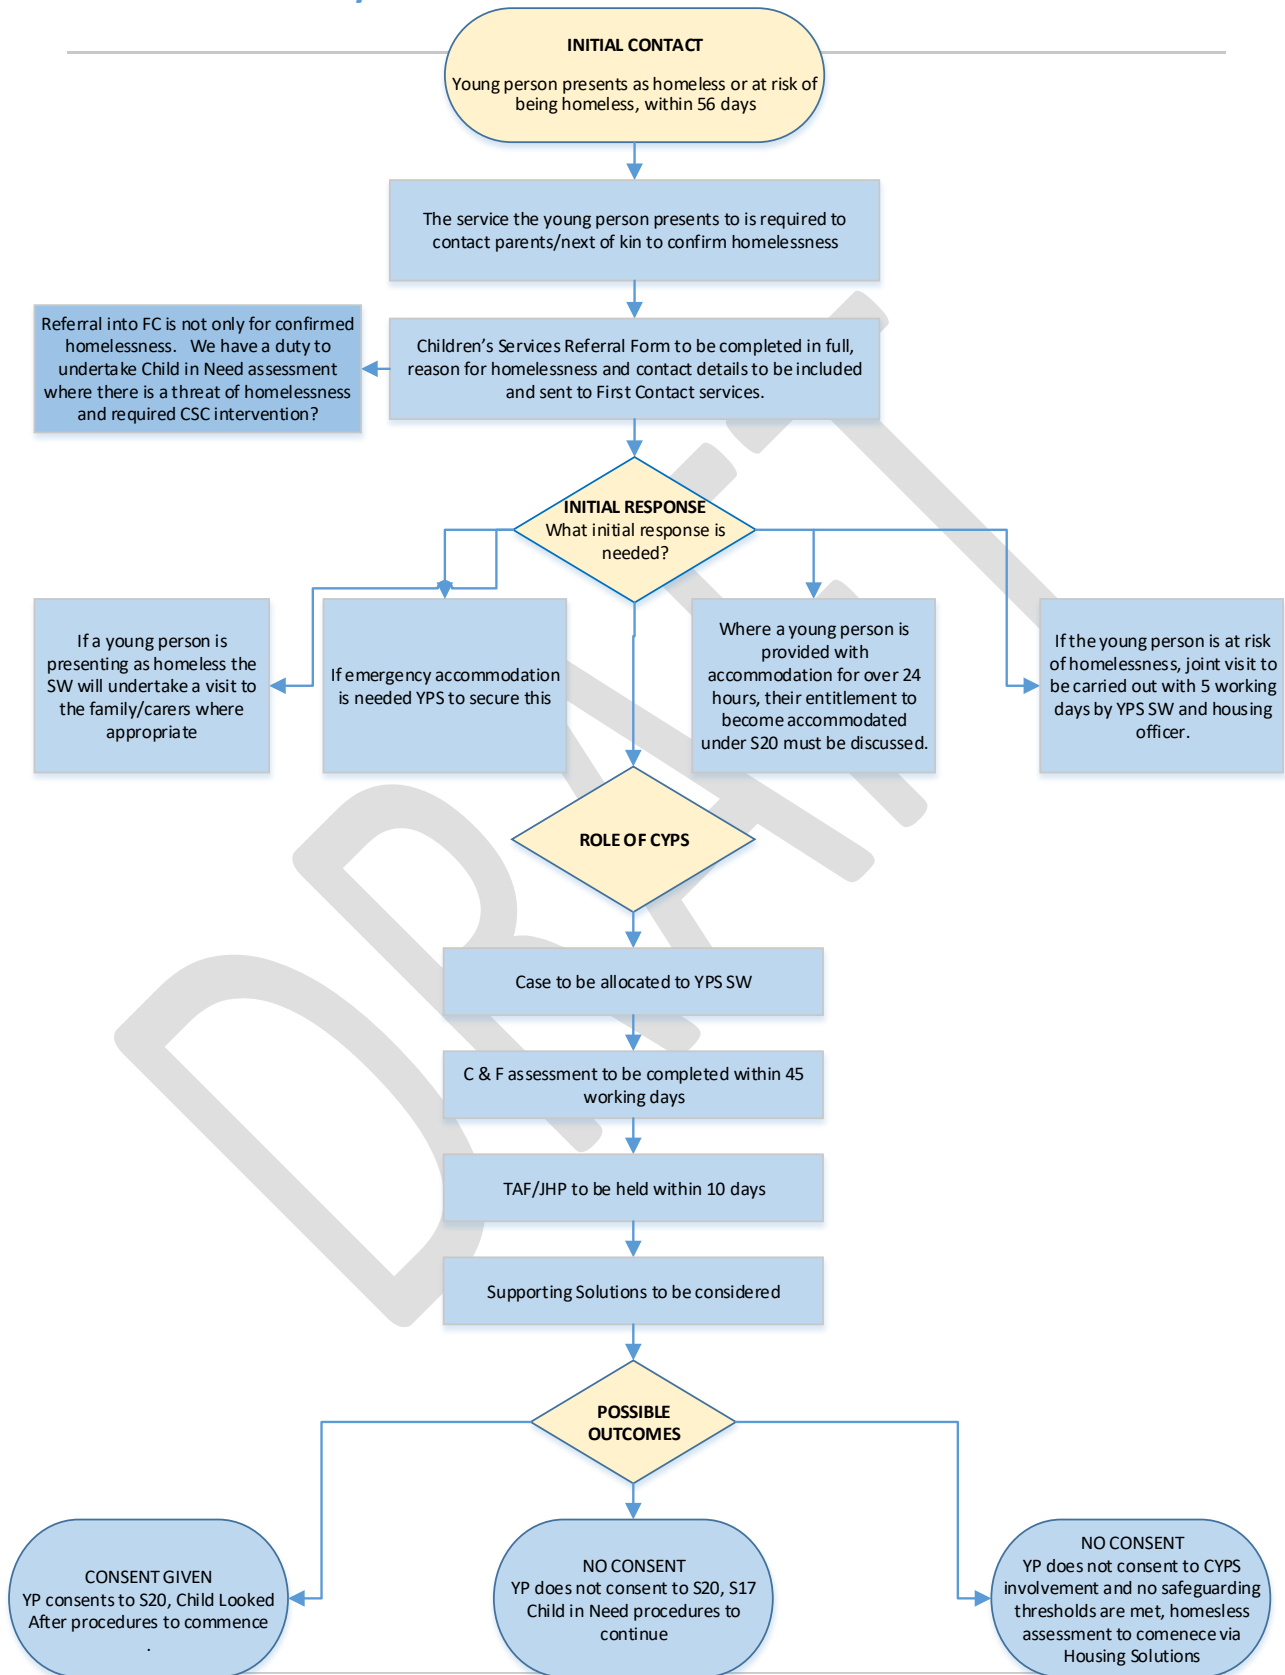 INITIAL CONTACT
Young person presents as homeless or at risk of
being homeless, within 56 days
The service the young person presents to is required to
contact parents/next of kin to confirm homelessness
Referral into FC is not only for confirmed
homelessness.   We have a duty to
undertake Child in Need assessment
where there is a threat of homelessness
and required CSC intervention?
Children’s Services Referral Form to be completed in full,
reason for homelessness and contact details to be included
and sent to First Contact services.
INITIAL RESPONSE
What initial response is
needed?
If a young person is
presenting as homeless the
SW will undertake a visit to
the family/carers where
appropriate
If emergency accommodation
is needed YPS to secure this
Where a young person is
provided with
accommodation for over 24
hours, their entitlement to
become accommodated
under S20 must be discussed.
If the young person is at risk
of homelessness, joint visit to
be carried out with 5 working
days by YPS SW and housing
officer.
ROLE OF CYPS
Case to be allocated to YPS SW
C & F assessment to be completed within 45
working days
TAF/JHP to be held within 10 days
Supporting Solutions to be considered
POSSIBLE
OUTCOMES
CONSENT GIVEN
YP consents to S20, Child Looked
After procedures to commence
.
NO CONSENT
YP does not consent to S20, S17
Child in Need procedures to
continue
NO CONSENT
YP does not consent to CYPS
involvement and no safeguarding
thresholds are met, homesless
assessment to comenece via
Housing Solutions
DRAFT